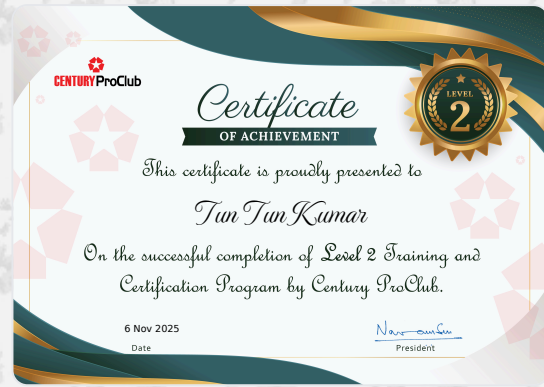 CENTURY ProClub
LEVEL
2
Certificate
OF ACHIEVEMENT
This certificate is proudly presented to
Tun Tun Kumar
On the successful completion of Level 2 Training and
Certification Program by Century ProClub.
6 Nov 2025
Date
President